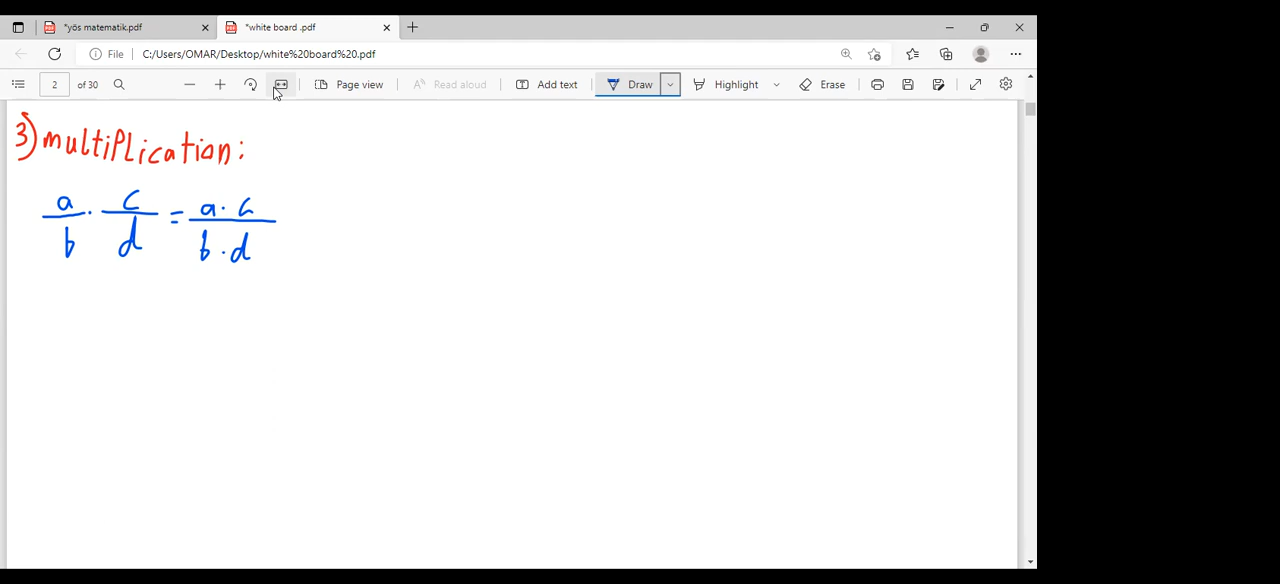 *yös matematik.pdf
*white board .pdf
File C:/Users/OMAR/Desktop/white%20board%20.pdf
2 of 30 Page view Read aloud Add text Draw Highlight Erase
3) multiplication:
a/b · c/d = a · c / b · d